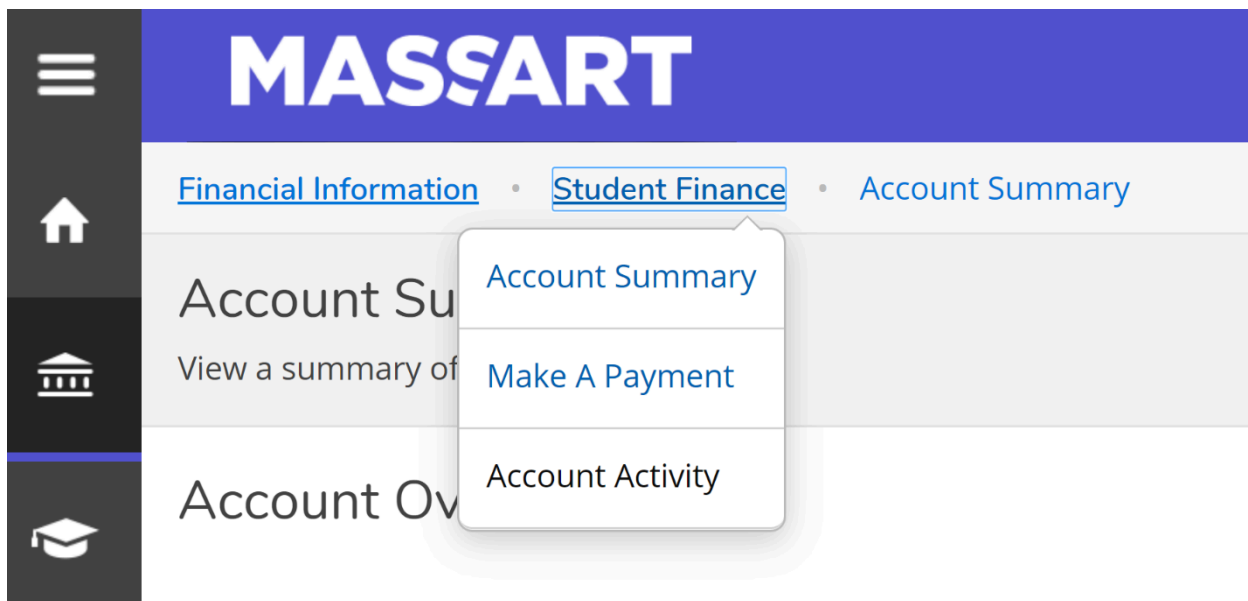 MASSART
Financial Information • Student Finance • Account Summary
Account Su
Account Summary
View a summary of
Make A Payment
Account Activity
Account Ov